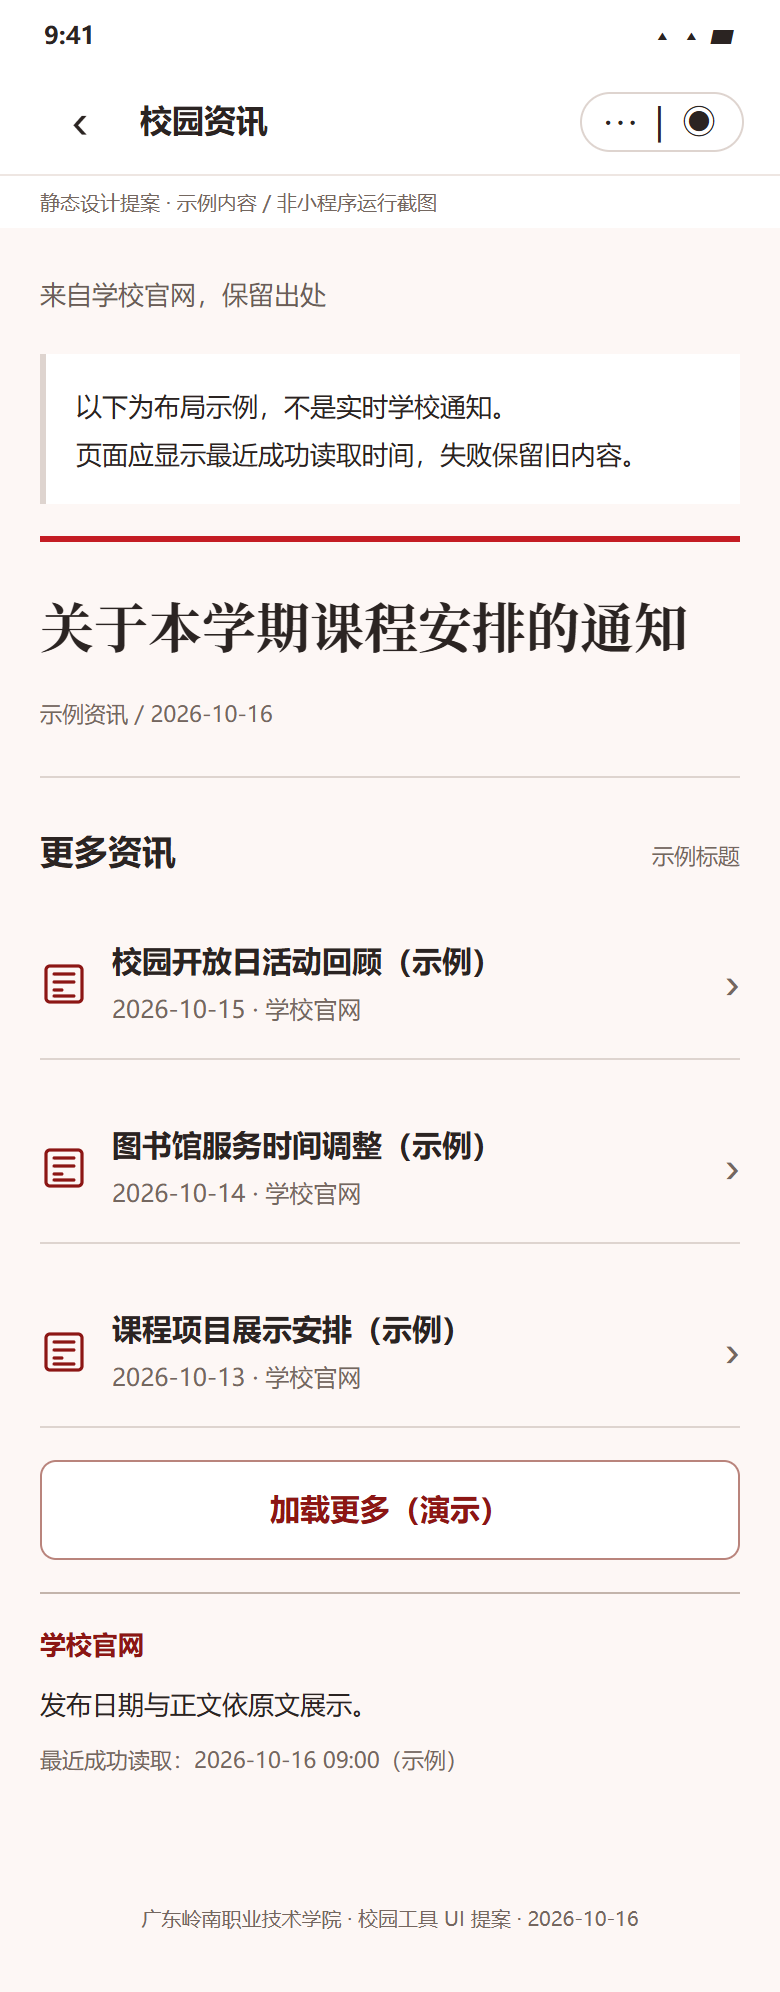 9:41
校园资讯
静态设计提案 · 示例内容 / 非小程序运行截图
来自学校官网，保留出处
以下为布局示例，不是实时学校通知。
页面应显示最近成功读取时间，失败保留旧内容。
关于本学期课程安排的通知
示例资讯 / 2026-10-16
更多资讯
示例标题
校园开放日活动回顾（示例）
2026-10-15 · 学校官网
图书馆服务时间调整（示例）
2026-10-14 · 学校官网
课程项目展示安排（示例）
2026-10-13 · 学校官网
加载更多（演示）
学校官网
发布日期与正文依原文展示。
最近成功读取：2026-10-16 09:00（示例）
广东岭南职业技术学院 · 校园工具 UI 提案 · 2026-10-16